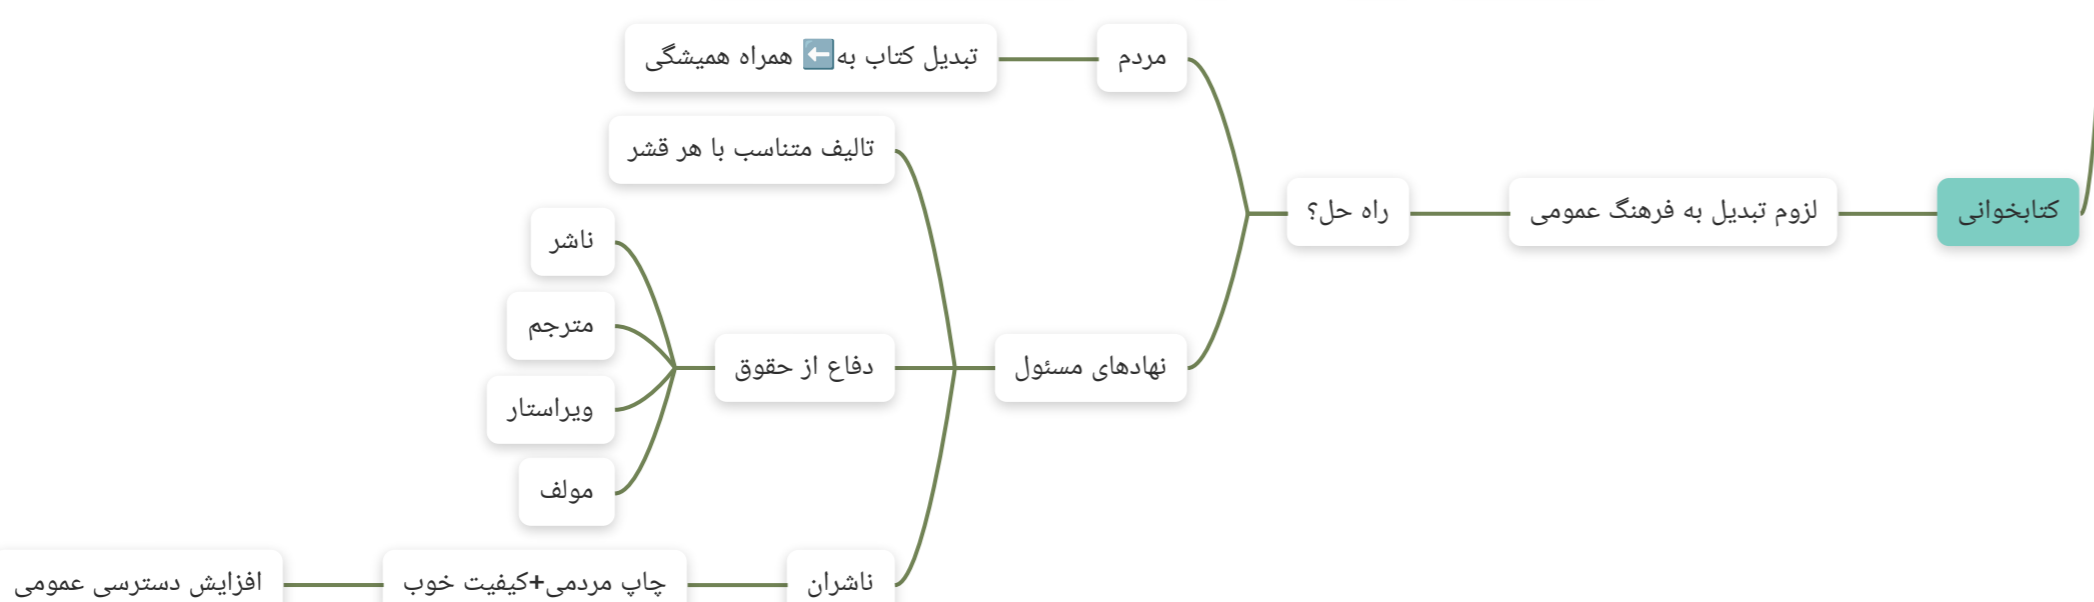 کتابخوانی
لزوم تبدیل به فرهنگ عمومی
راه حل؟
مردم
تبدیل کتاب به⬅️ همراه همیشگی
نهادهای مسئول
تالیف متناسب با هر قشر
دفاع از حقوق
ناشر
مترجم
ویراستار
مولف
ناشران
چاپ مردمی+کیفیت خوب
افزایش دسترسی عمومی